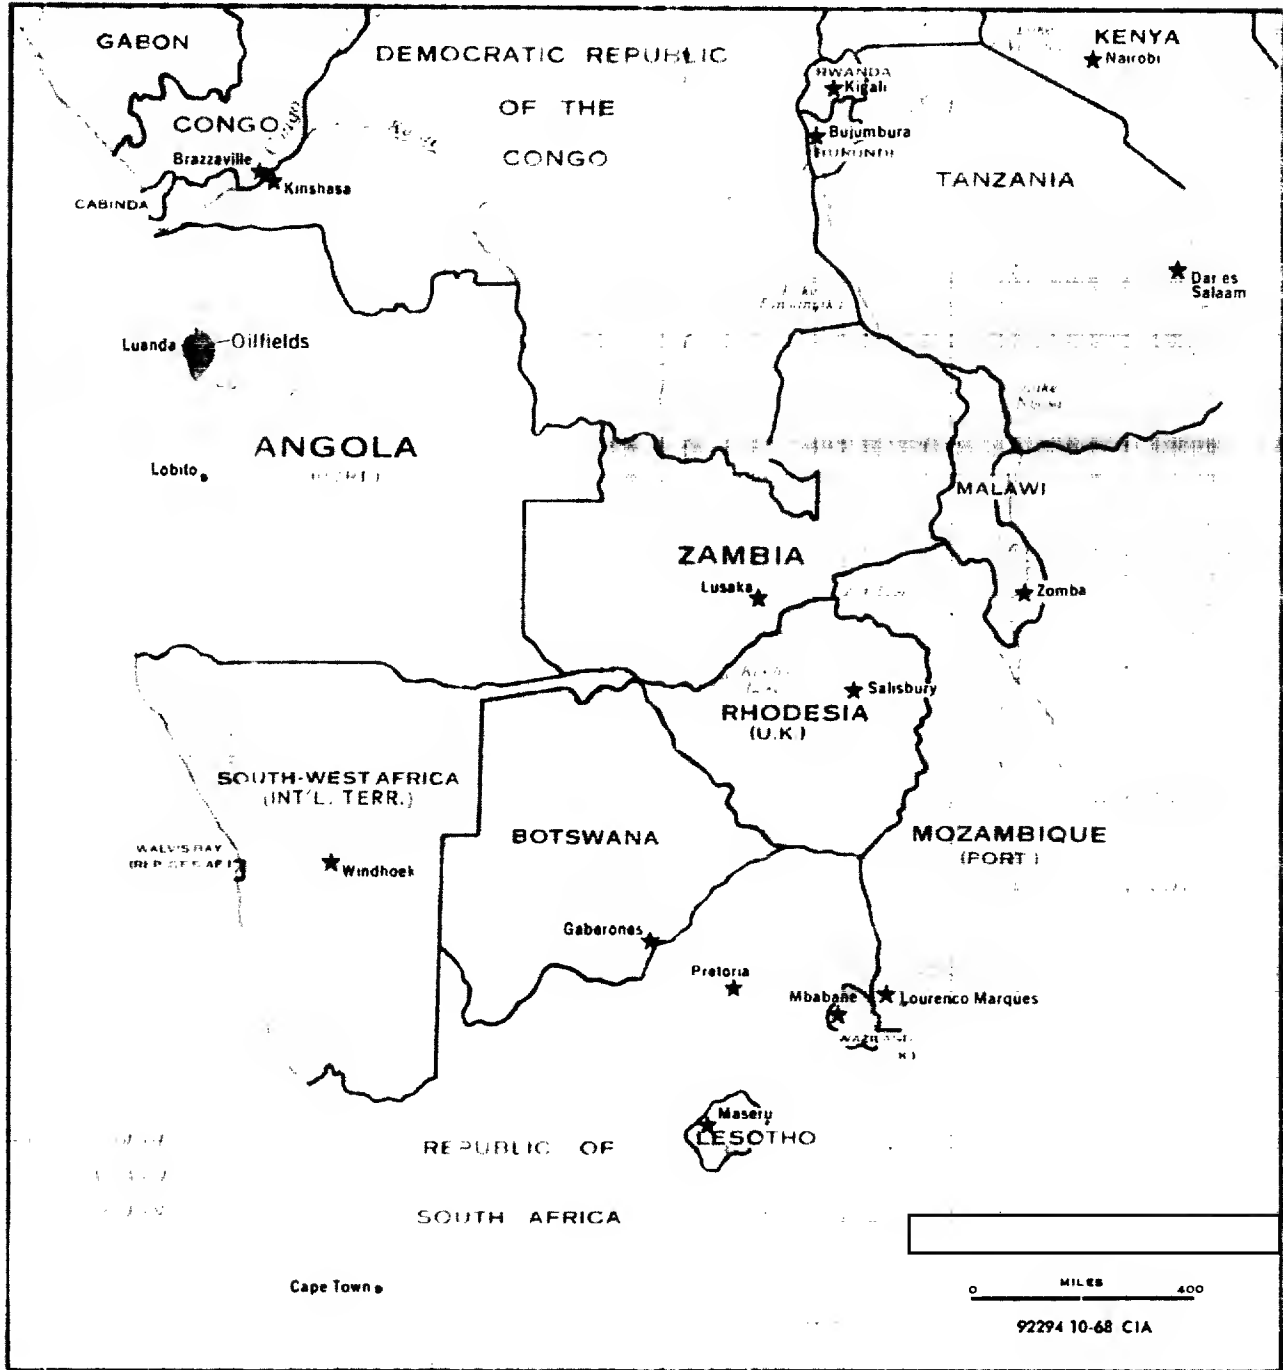 GABON
DEMOCRATIC REPUBLIC
OF THE
CONGO
KENYA
Nairobi
RWANDA
Kigali
CONGO
Bujumbura
BURUNDI
Brazzaville
Kinshasa
CABINDA
TANZANIA
Dar es
Salaam
Luanda
Oilfields
ANGOLA
Lobito
MALAWI
ZAMBIA
Lusaka
Zomba
Salisbury
RHODESIA
(U.K.)
SOUTH-WEST AFRICA
(INT'L. TERR.)
BOTSWANA
MOZAMBIQUE
(PORT.)
WALVIS BAY
Windhoek
Gaberones
Pretoria
Mbabane
Lourenco Marques
Maseru
LESOTHO
REPUBLIC OF
SOUTH AFRICA
Cape Town
MILES
0 400
92294 10-68 CIA